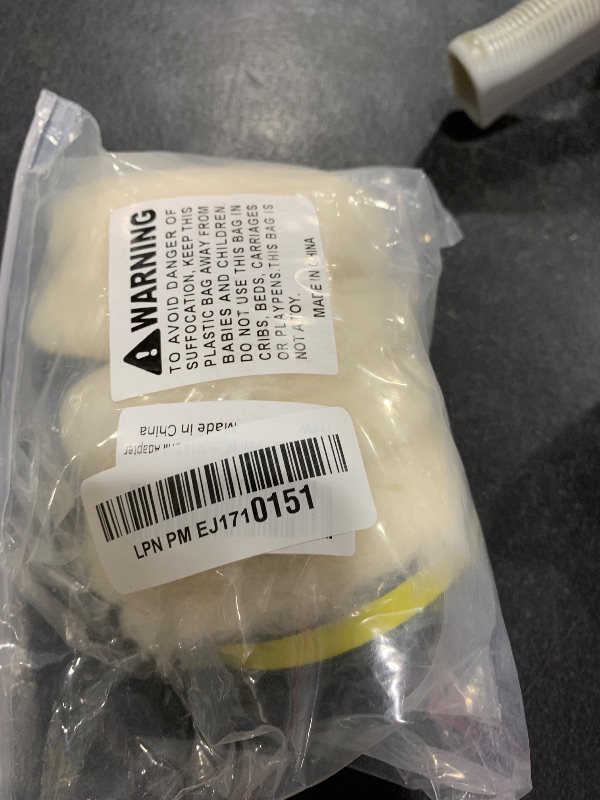 WARNING
TO AVOID DANGER OF
SUFFOCATION, KEEP THIS
PLASTIC BAG AWAY FROM
BABIES AND CHILDREN.
DO NOT USE THIS BAG IN
CRIBS, BEDS, CARRIAGES
OR PLAYPENS. THIS BAG IS
NOT A TOY.
MADE IN CHINA
Made in China
Adapter
LPN PM EJ1710151